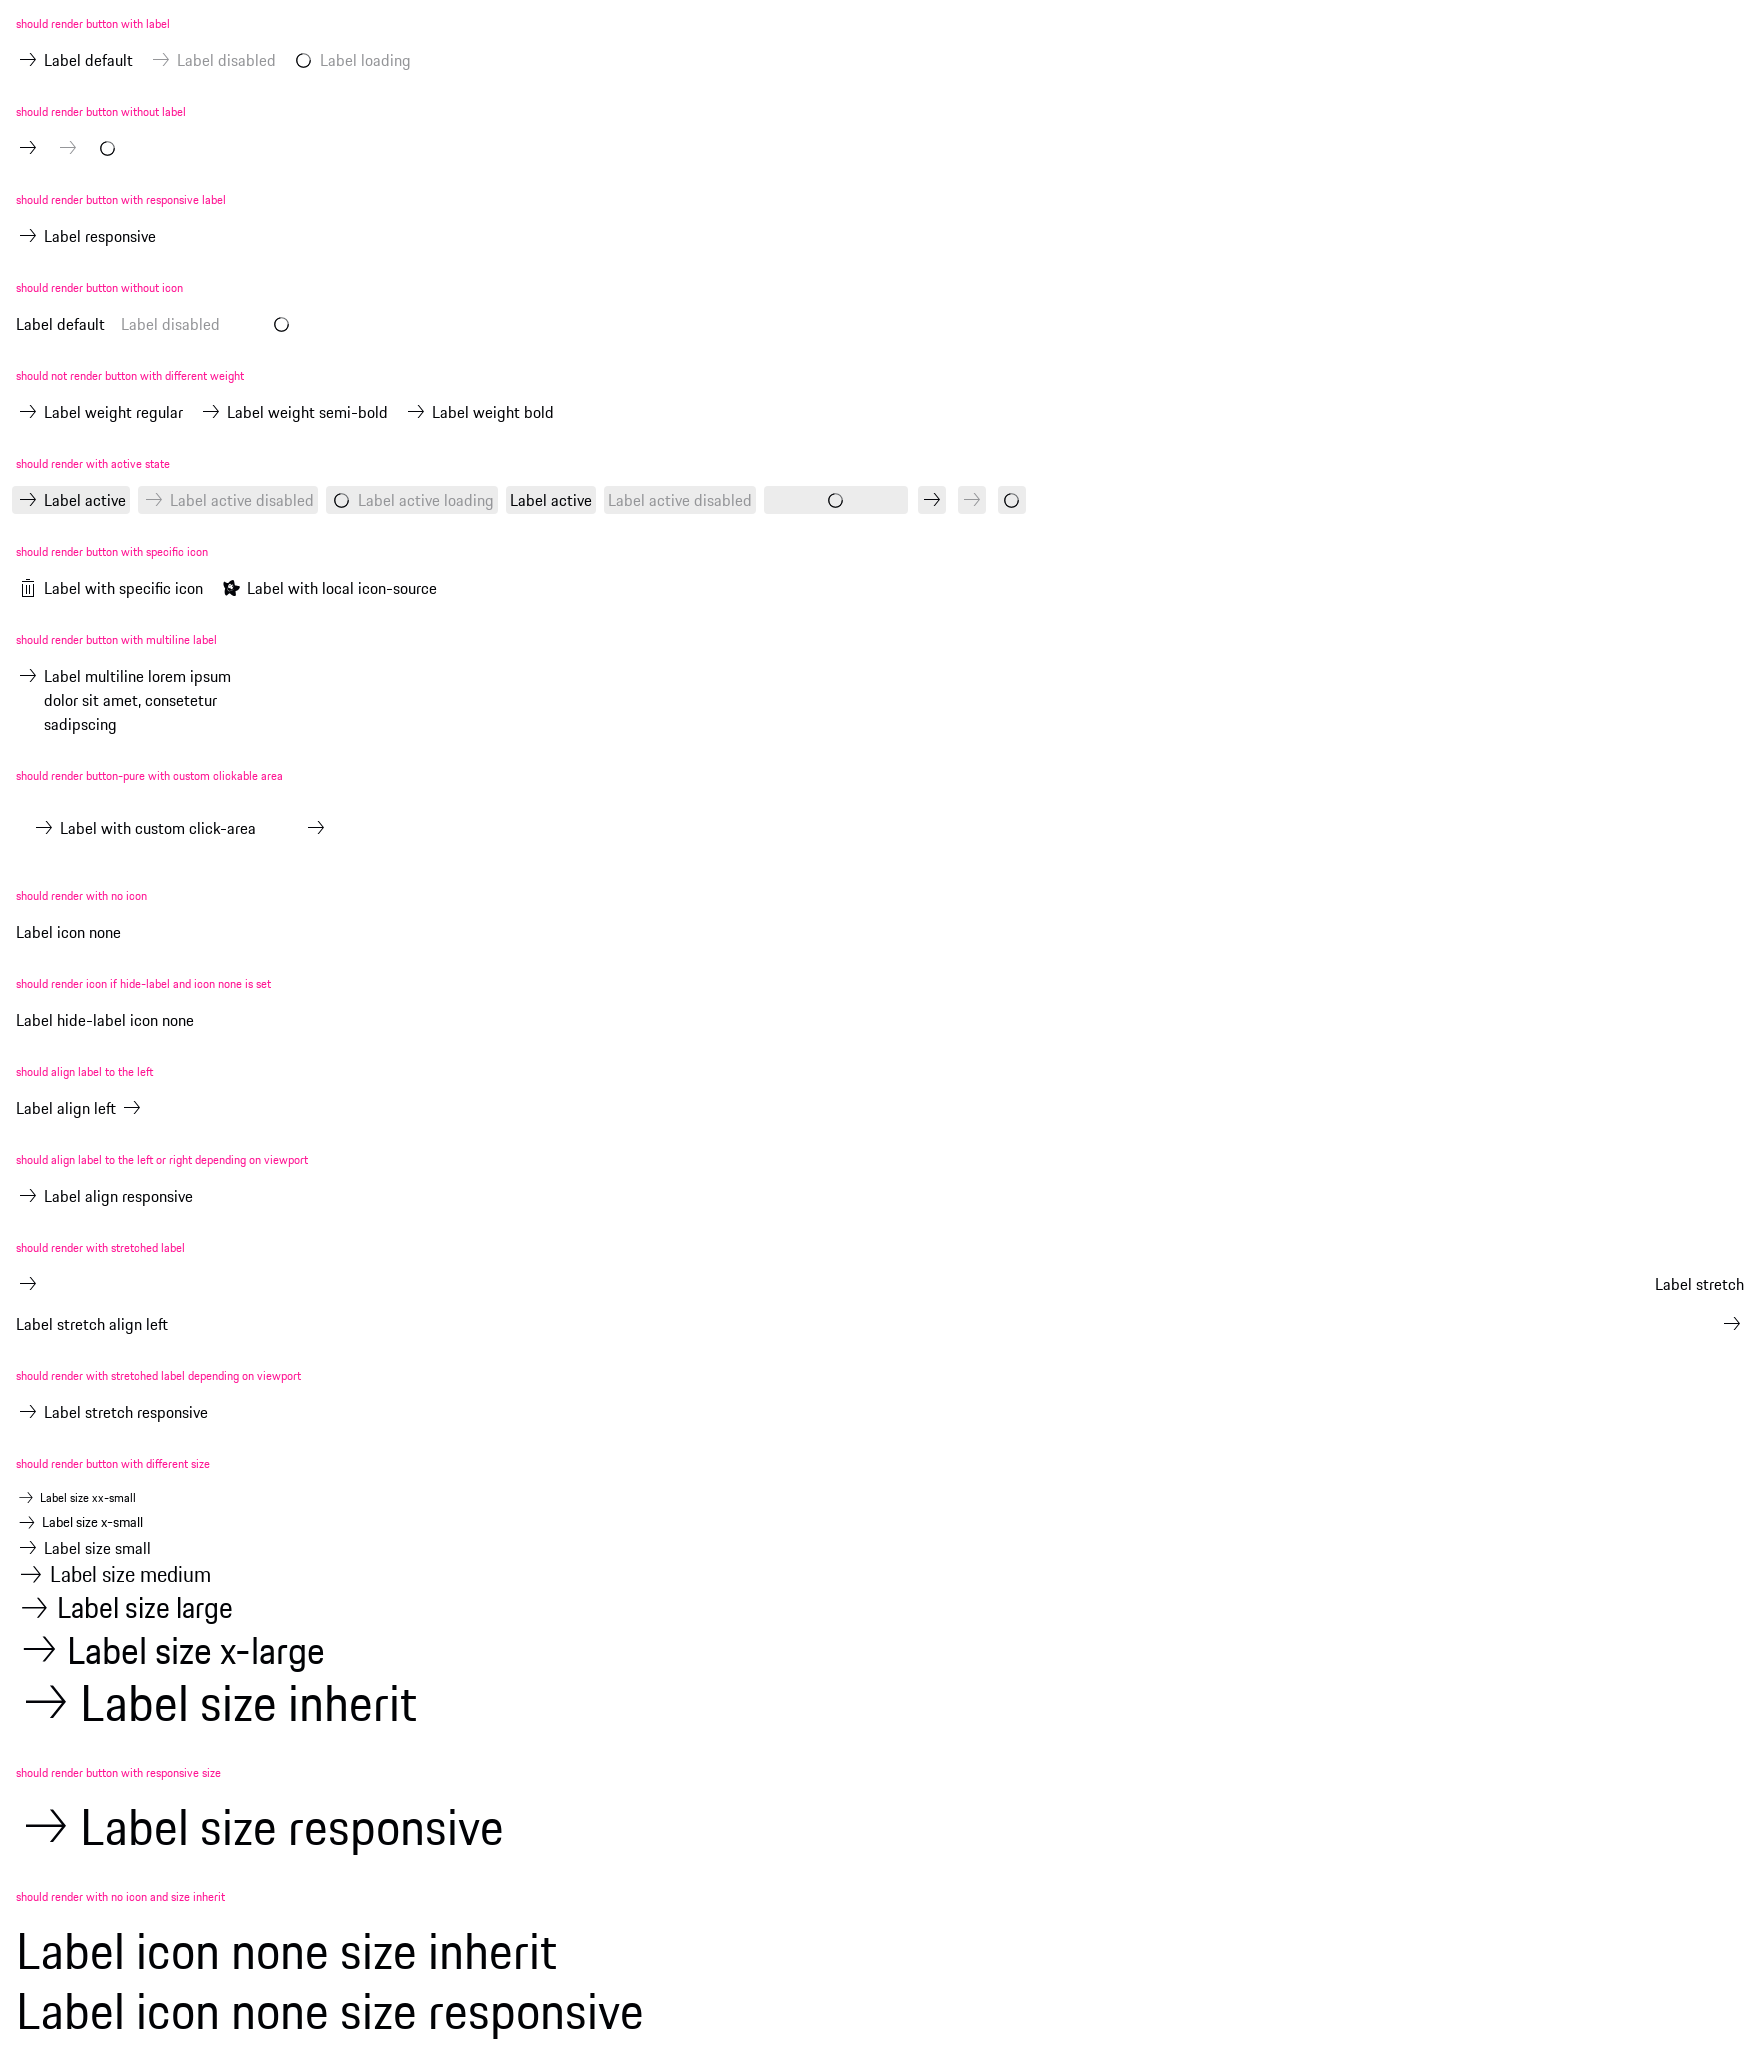 should render button with label
Label default Label disabled Label loading
should render button without label
should render button with responsive label
Label responsive
should render button without icon
Label default Label disabled
should not render button with different weight
Label weight regular Label weight semi-bold Label weight bold
should render with active state
Label active Label active disabled Label active loading Label active Label active disabled
should render button with specific icon
Label with specific icon Label with local icon-source
should render button with multiline label
Label multiline lorem ipsum
dolor sit amet, consetetur
sadipscing
should render button-pure with custom clickable area
Label with custom click-area
should render with no icon
Label icon none
should render icon if hide-label and icon none is set
Label hide-label icon none
should align label to the left
Label align left
should align label to the left or right depending on viewport
Label align responsive
should render with stretched label
Label stretch
Label stretch align left
should render with stretched label depending on viewport
Label stretch responsive
should render button with different size
Label size xx-small
Label size x-small
Label size small
Label size medium
Label size large
Label size x-large
Label size inherit
should render button with responsive size
Label size responsive
should render with no icon and size inherit
Label icon none size inherit
Label icon none size responsive